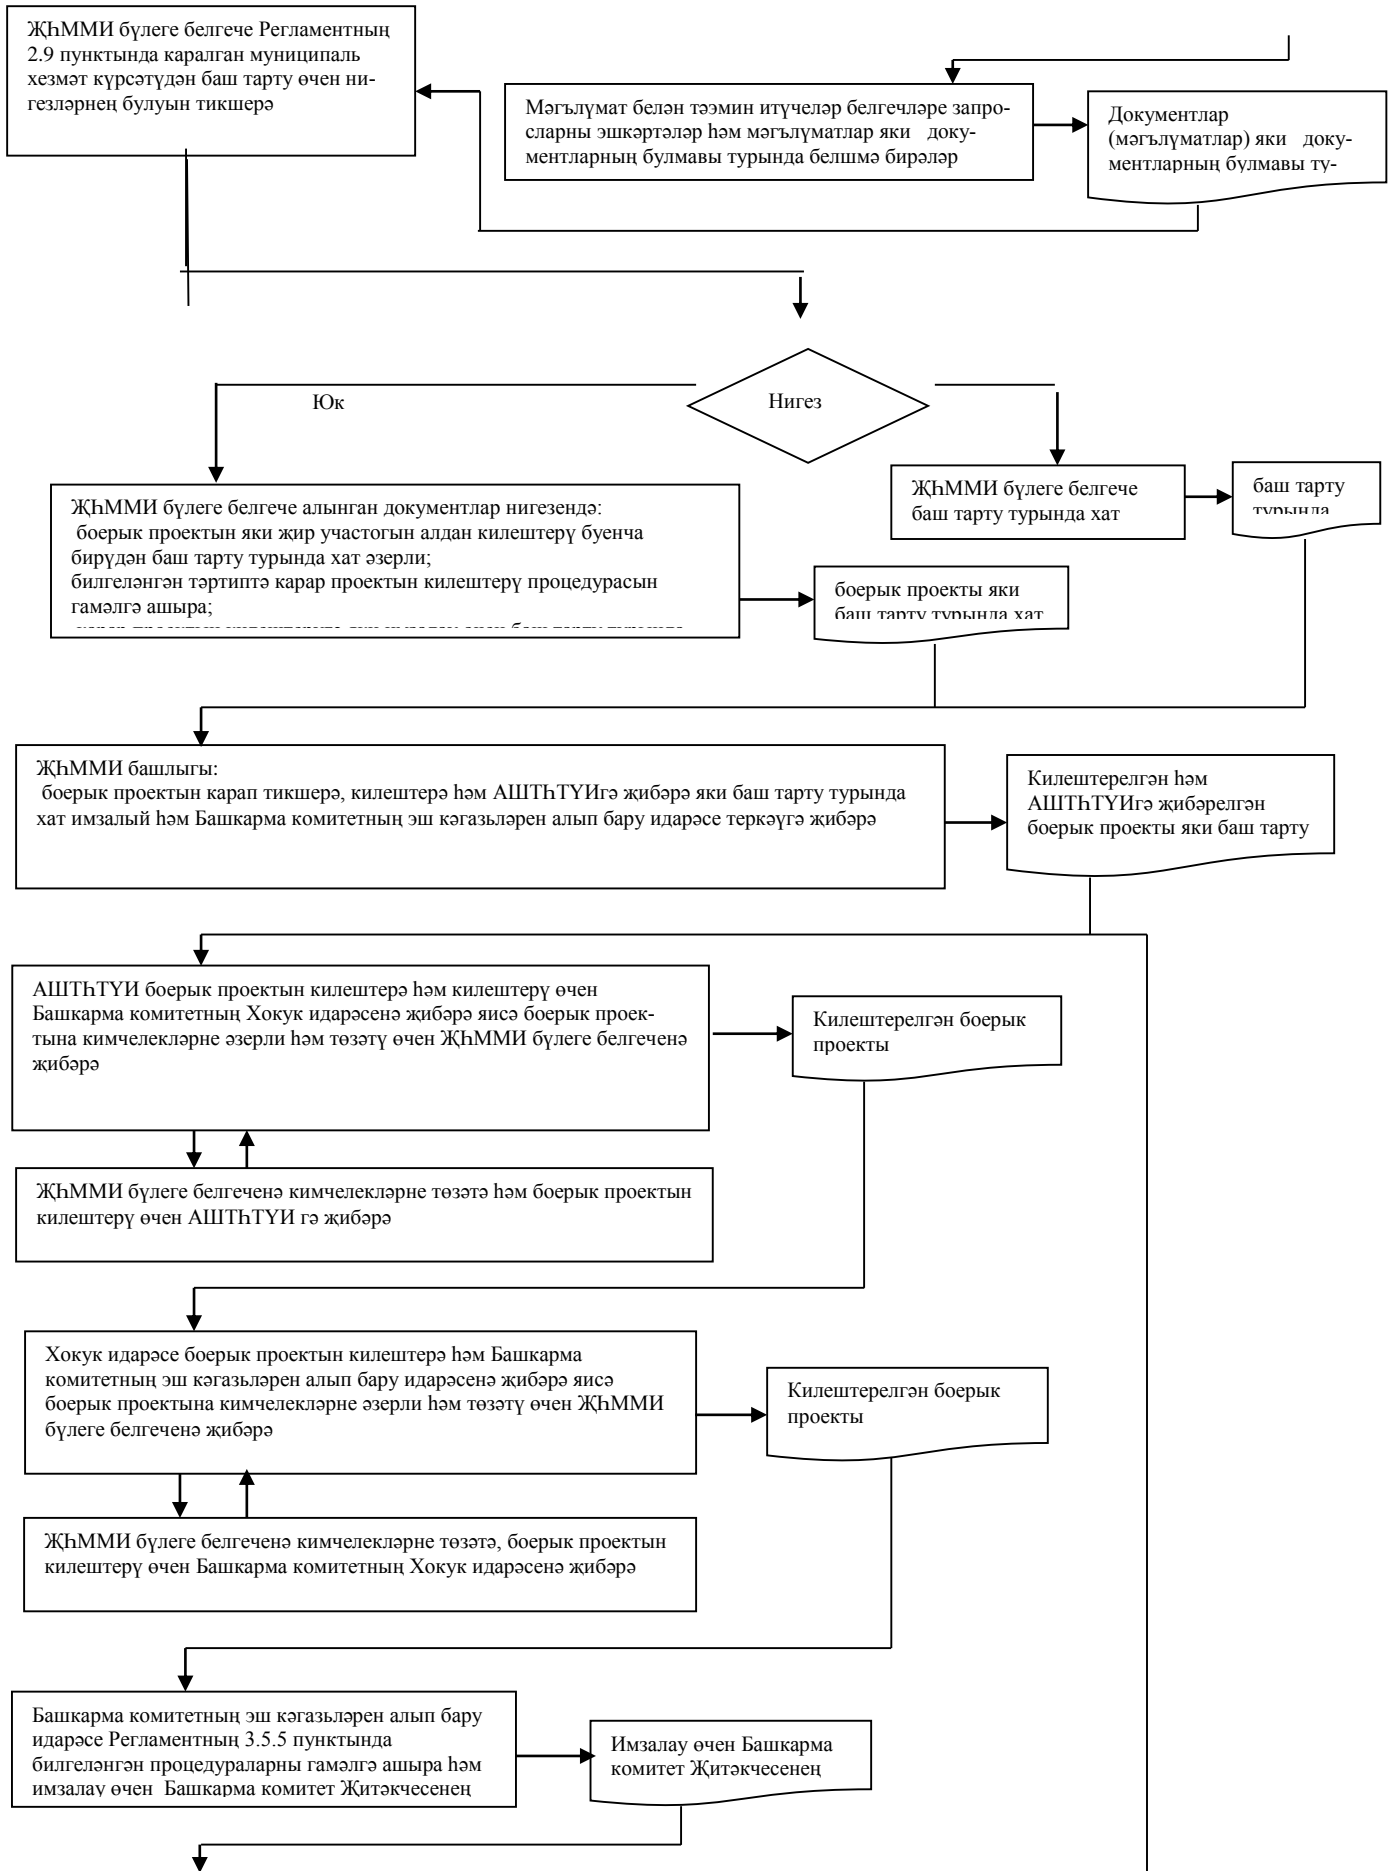 ҖҺММИ бүлеге белгече Регламентның
2.9 пунктында каралган муниципаль
хезмәт күрсәтүдән баш тарту өчен ни-
гезләрнең булуын тикшерә
Мәгълүмат белән тәэмин итүчеләр белгечләре запро-
сларны эшкәртәләр һәм мәгълүматлар яки доку-
ментларның булмавы турында белшмә бирәләр
Документлар
(мәгълүматлар) яки доку-
ментларның булмавы ту-
Нигез
Юк
ҖҺММИ бүлеге белгече
баш тарту турында хат
баш тарту
турында
ҖҺММИ бүлеге белгече алынган документлар нигезендә:
боерык проектын яки җир участогын алдан килештерү буенча
бирүдән баш тарту турында хат әзерли;
билгеләнгән тәртиптә карар проектын килештерү процедурасын
гамәлгә ашыра;
боерык проекты яки
баш тарту турында хат
ҖҺММИ башлыгы:
боерык проектын карап тикшерә, килештерә һәм АШТҺТҮИгә җибәрә яки баш тарту турында
хат имзалый һәм Башкарма комитетның эш кәгазьләрен алып бару идарәсе теркәүгә җибәрә
Килештерелгән һәм
АШТҺТҮИгә җибәрелгән
боерык проекты яки баш тарту
АШТҺТҮИ боерык проектын килештерә һәм килештерү өчен
Башкарма комитетның Хокук идарәсенә җибәрә яисә боерык проек-
тына кимчелекләрне әзерли һәм төзәтү өчен ҖҺММИ бүлеге белгеченә
җибәрә
Килештерелгән боерык
проекты
ҖҺММИ бүлеге белгеченә кимчелекләрне төзәтә һәм боерык проектын
килештерү өчен АШТҺТҮИ гә җибәрә
Хокук идарәсе боерык проектын килештерә һәм Башкарма
комитетның эш кәгазьләрен алып бару идарәсенә җибәрә яисә
боерык проектына кимчелекләрне әзерли һәм төзәтү өчен ҖҺММИ
бүлеге белгеченә җибәрә
Килештерелгән боерык
проекты
ҖҺММИ бүлеге белгеченә кимчелекләрне төзәтә, боерык проектын
килештерү өчен Башкарма комитетның Хокук идарәсенә җибәрә
Башкарма комитетның эш кәгазьләрен алып бару
идарәсе Регламентның 3.5.5 пунктында
билгеләнгән процедураларны гамәлгә ашыра һәм
имзалау өчен Башкарма комитет Җитәкчесенең
Имзалау өчен Башкарма
комитет Җитәкчесенең